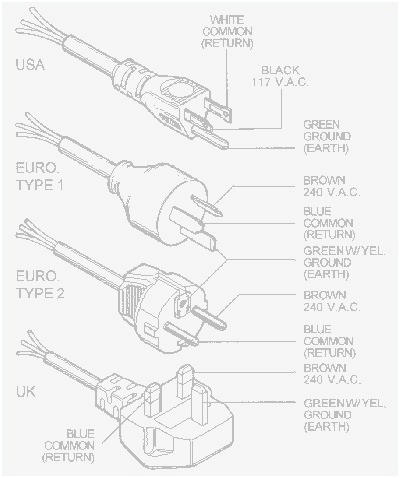 WHITE
COMMON
(RETURN)
USA
BLACK
117 V.A.C.
GREEN
GROUND
(EARTH)
EURO.
TYPE 1
BROWN
240 V.A.C.
BLUE
COMMON
(RETURN)
GREEN W/YEL.
GROUND
(EARTH)
EURO.
TYPE 2
BROWN
240 V.A.C.
BLUE
COMMON
(RETURN)
BROWN
240 V.A.C.
UK
GREEN W/YEL.
GROUND
(EARTH)
BLUE
COMMON
(RETURN)